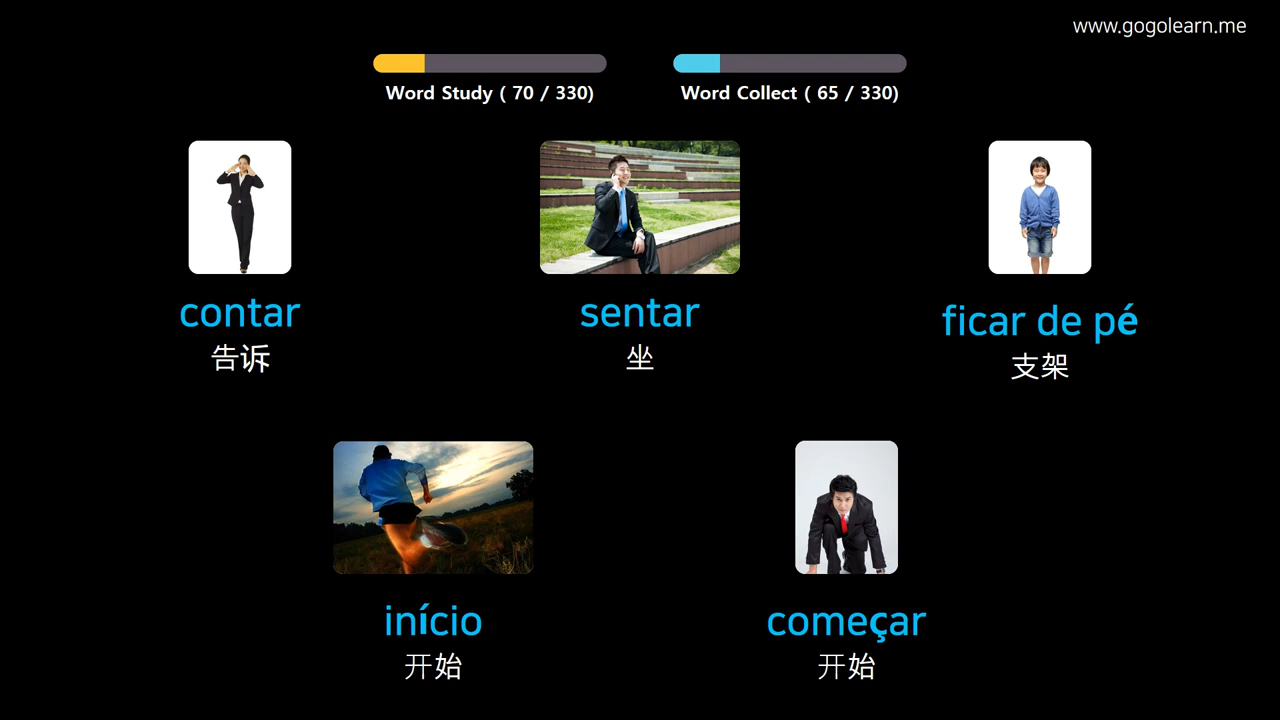 www.gogolearn.me
Word Study ( 70 / 330)
Word Collect ( 65 / 330)
contar
告诉
sentar
坐
ficar de pé
支架
início
开始
começar
开始